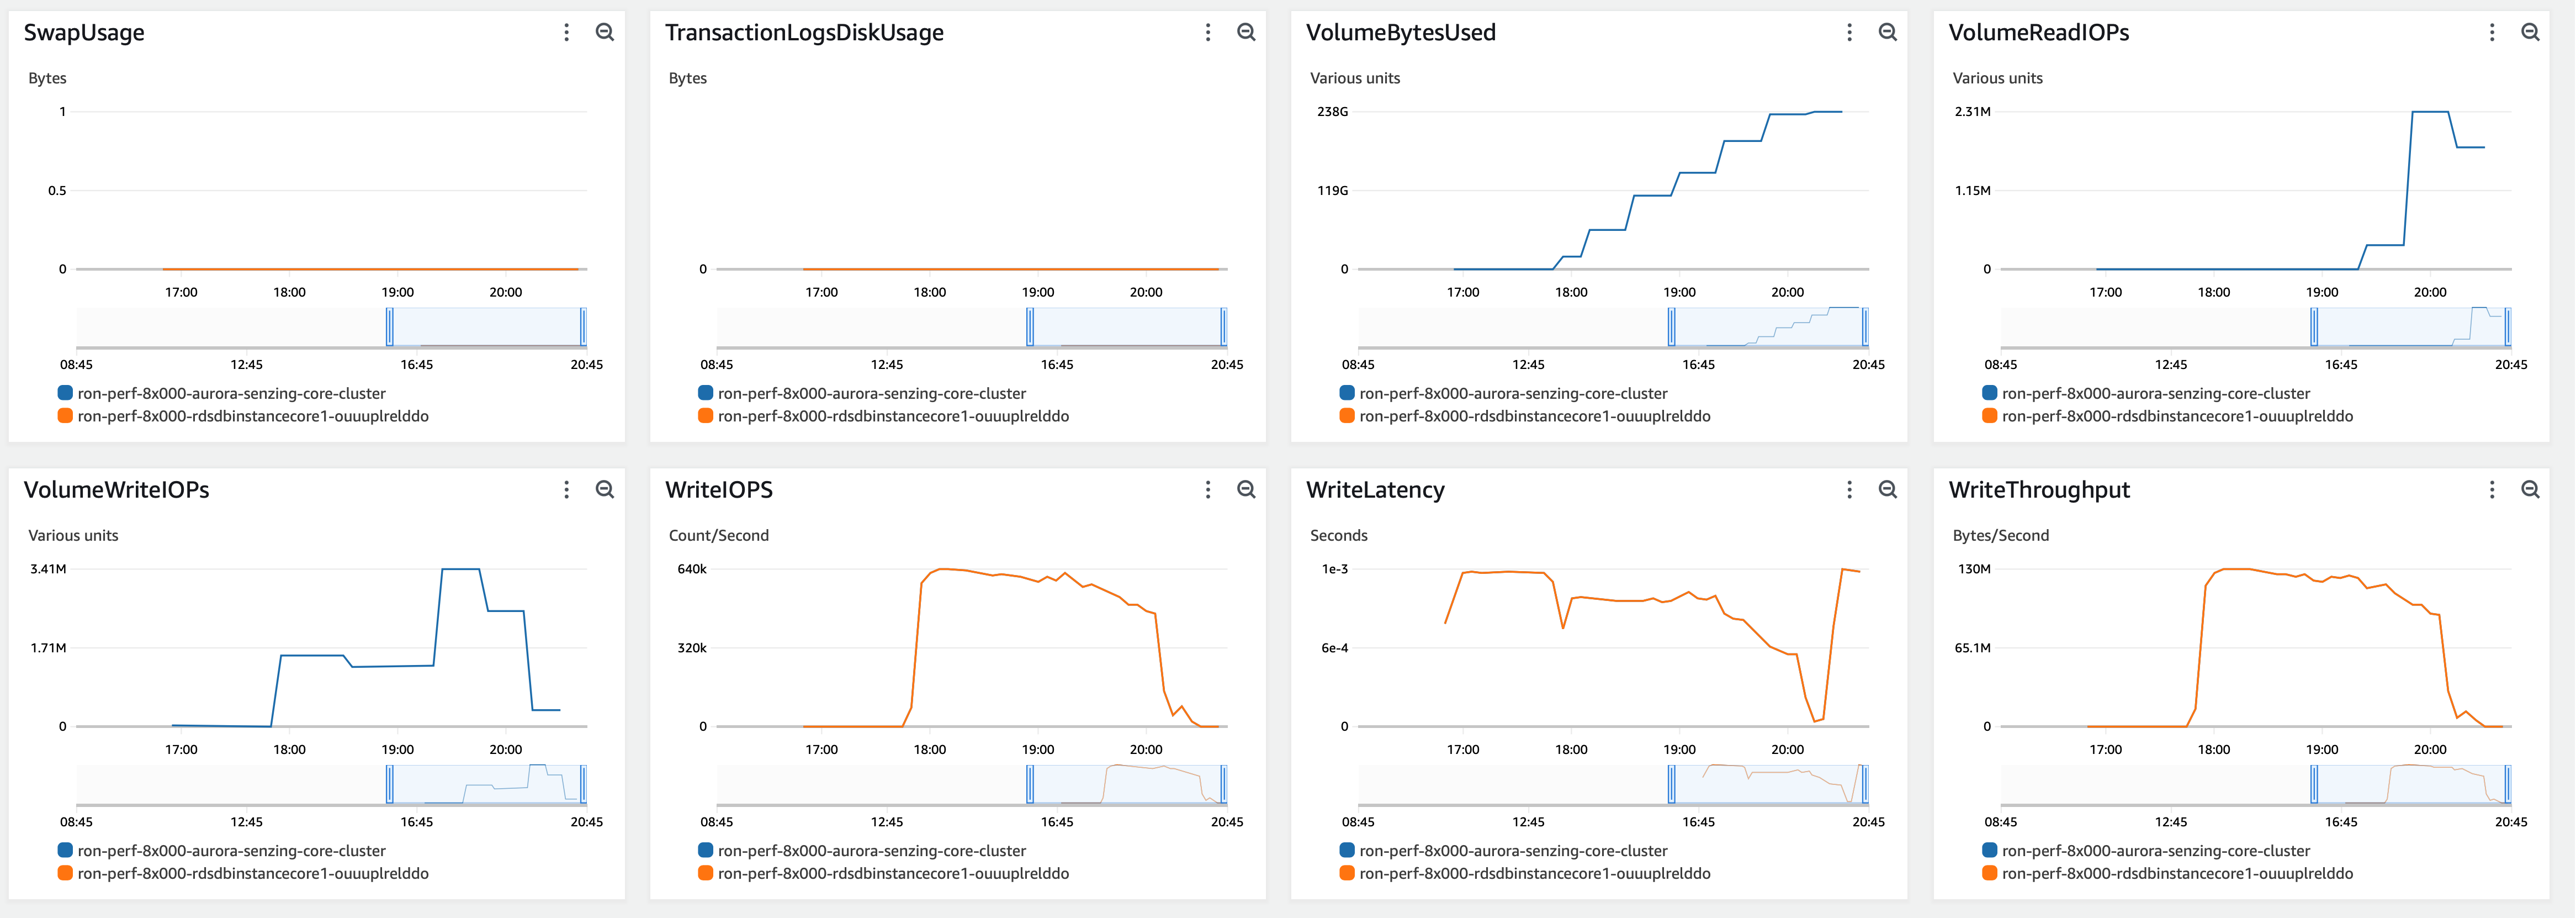 SwapUsage
Bytes
1
0.5
0
17:00 18:00 19:00 20:00
08:45 12:45 16:45 20:45
ron-perf-8x000-aurora-senzing-core-cluster
ron-perf-8x000-rdsdbinstancecore1-ouuuplrelddo
TransactionLogsDiskUsage
Bytes
0
17:00 18:00 19:00 20:00
08:45 12:45 16:45 20:45
ron-perf-8x000-aurora-senzing-core-cluster
ron-perf-8x000-rdsdbinstancecore1-ouuuplrelddo
VolumeBytesUsed
Various units
238G
119G
0
17:00 18:00 19:00 20:00
08:45 12:45 16:45 20:45
ron-perf-8x000-aurora-senzing-core-cluster
ron-perf-8x000-rdsdbinstancecore1-ouuuplrelddo
VolumeReadIOPs
Various units
2.31M
1.15M
0
17:00 18:00 19:00 20:00
08:45 12:45 16:45 20:45
ron-perf-8x000-aurora-senzing-core-cluster
ron-perf-8x000-rdsdbinstancecore1-ouuuplrelddo
VolumeWriteIOPs
Various units
3.41M
1.71M
0
17:00 18:00 19:00 20:00
08:45 12:45 16:45 20:45
ron-perf-8x000-aurora-senzing-core-cluster
ron-perf-8x000-rdsdbinstancecore1-ouuuplrelddo
WriteIOPS
Count/Second
640k
320k
0
17:00 18:00 19:00 20:00
08:45 12:45 16:45 20:45
ron-perf-8x000-aurora-senzing-core-cluster
ron-perf-8x000-rdsdbinstancecore1-ouuuplrelddo
WriteLatency
Seconds
1e-3
6e-4
0
17:00 18:00 19:00 20:00
08:45 12:45 16:45 20:45
ron-perf-8x000-aurora-senzing-core-cluster
ron-perf-8x000-rdsdbinstancecore1-ouuuplrelddo
WriteThroughput
Bytes/Second
130M
65.1M
0
17:00 18:00 19:00 20:00
08:45 12:45 16:45 20:45
ron-perf-8x000-aurora-senzing-core-cluster
ron-perf-8x000-rdsdbinstancecore1-ouuuplrelddo